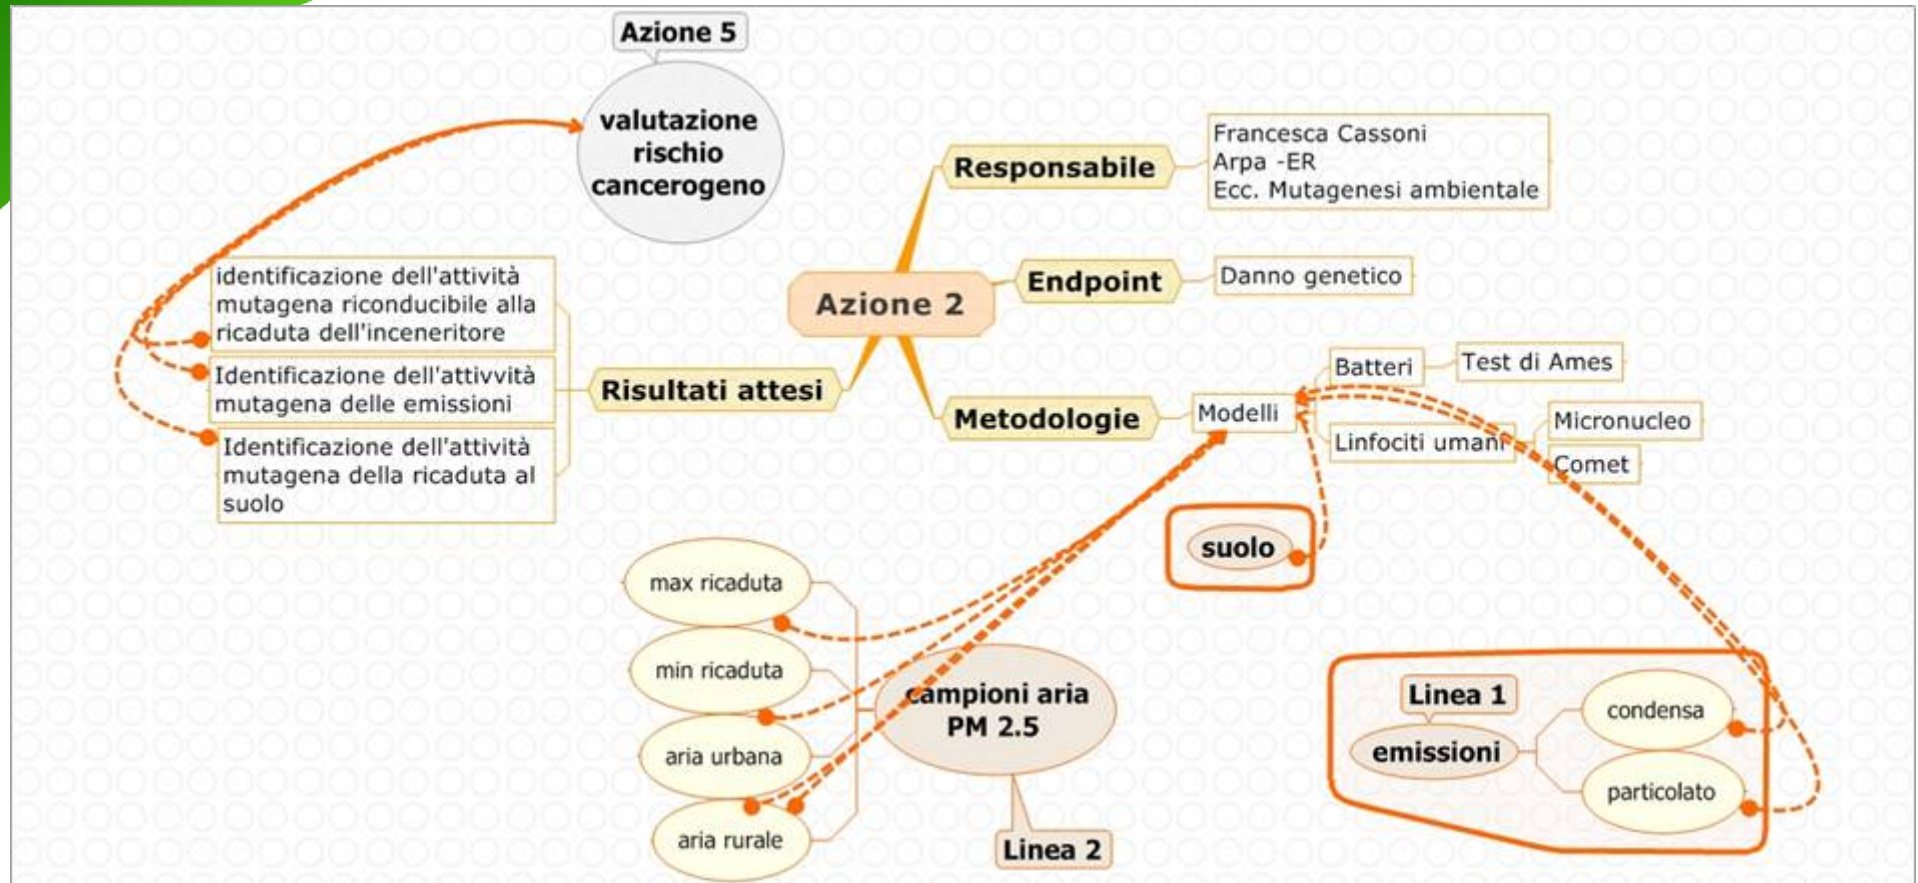 Azione 5
valutazione
rischio
cancerogeno
Responsabile
Francesca Cassoni
Arpa -ER
Ecc. Mutagenesi ambientale
Azione 2
Endpoint
Danno genetico
identificazione dell'attività
mutagena riconducibile alla
ricaduta dell'inceneritore
Identificazione dell'attivvità
mutagena delle emissioni
Identificazione dell'attività
mutagena della ricaduta al
suolo
Risultati attesi
Metodologie
Modelli
Batteri
Test di Ames
Linfociti umani
Micronucleo
Comet
suolo
max ricaduta
min ricaduta
aria urbana
aria rurale
campioni aria
PM 2.5
Linea 2
Linea 1
emissioni
condensa
particolato